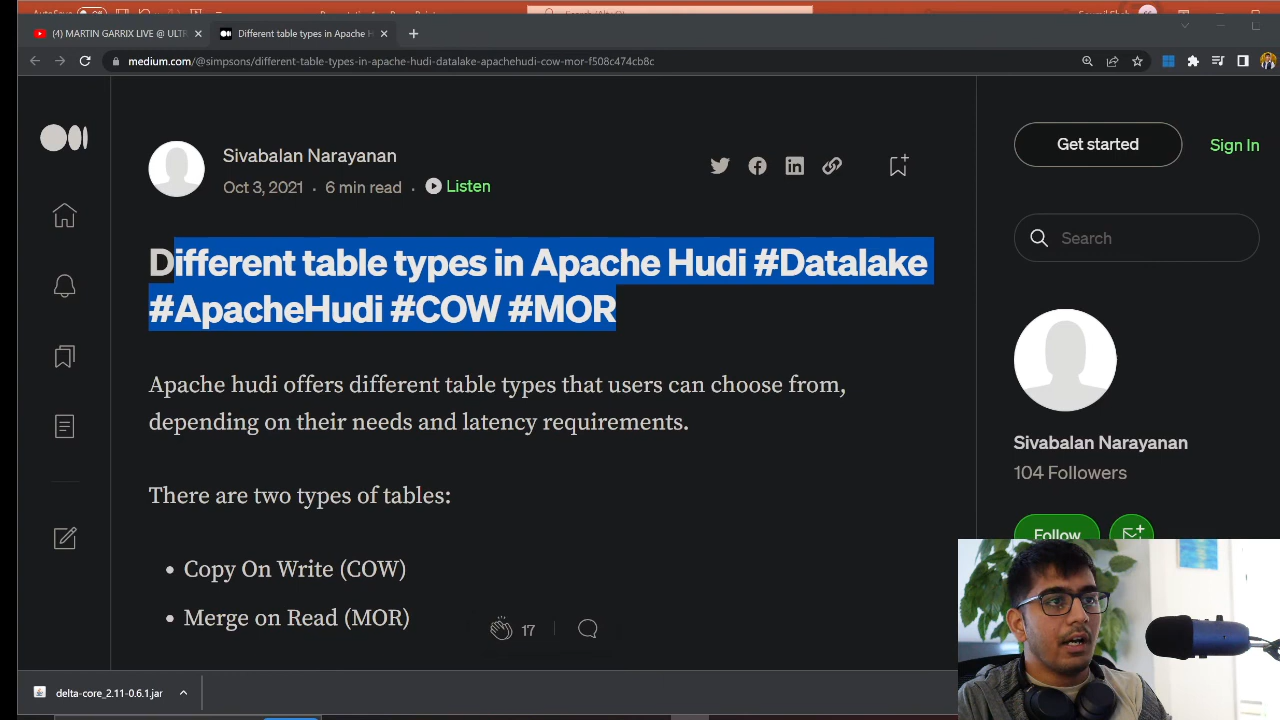 (4) MARTIN GARRIX LIVE @ ULTR
Different table types in Apache H
medium.com/@simpsons/different-table-types-in-apache-hudi-datalake-apachehudi-cow-mor-f508c474cb8c
Sivabalan Narayanan
Oct 3, 2021 · 6 min read · Listen
Get started
Sign In
Search
Different table types in Apache Hudi #Datalake
#ApacheHudi #COW #MOR
Apache hudi offers different table types that users can choose from,
depending on their needs and latency requirements.
Sivabalan Narayanan
104 Followers
There are two types of tables:
Follow
• Copy On Write (COW)
• Merge on Read (MOR)
17
delta-core_2.11-0.6.1.jar